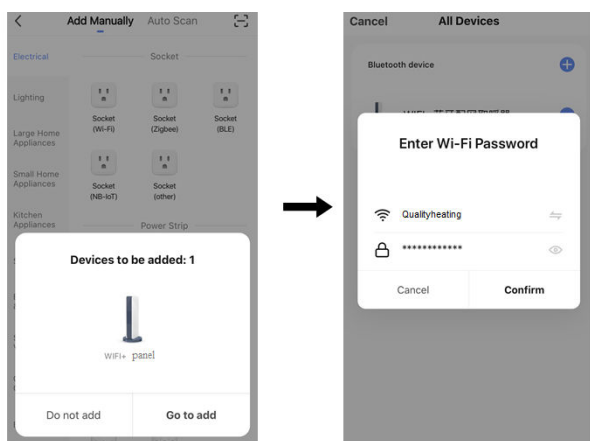 Add Manually
Auto Scan
Electrical
Socket
Lighting
Large Home
Appliances
Small Home
Appliances
Kitchen
Appliances
Socket
(Wi-Fi)
Socket
(Zigbee)
Socket
(BLE)
Socket
(NB-IoT)
Socket
(other)
Power Strip
Devices to be added: 1
WIFI+ panel
Do not add
Go to add
Cancel
All Devices
Bluetooth device
Enter Wi-Fi Password
Qualityheating
************
Cancel
Confirm